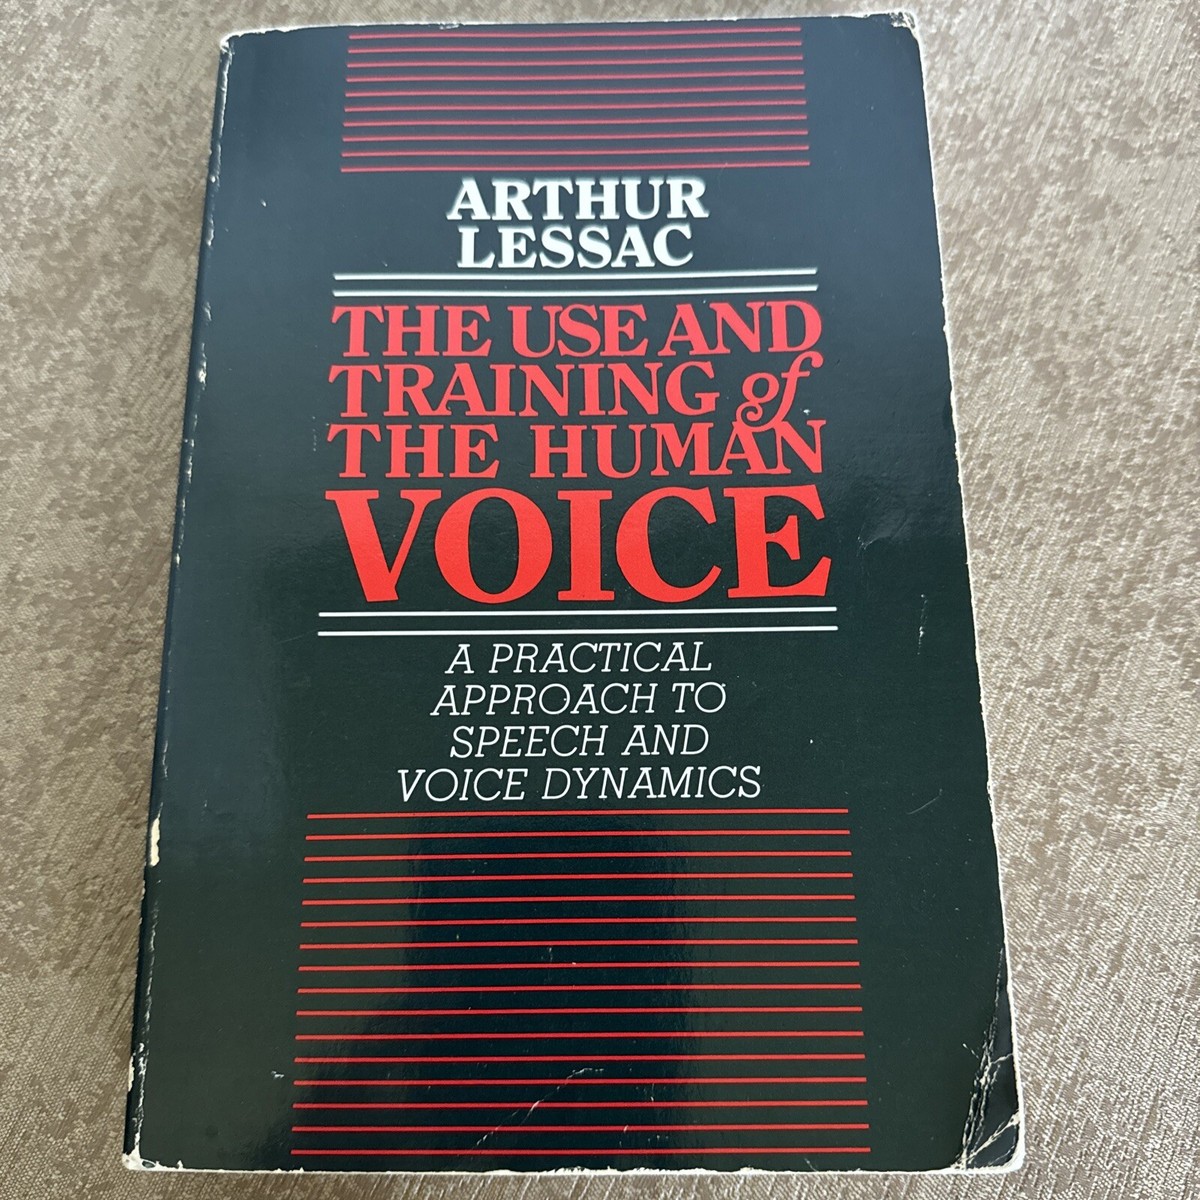 ARTHUR
LESSAC
THE USE AND
TRAINING of
THE HUMAN
VOICE
A PRACTICAL
APPROACH TO
SPEECH AND
VOICE DYNAMICS